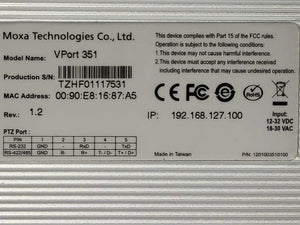 Moxa Technologies Co., Ltd.
Model Name: VPort 351
Production S/N: TZHF01117531
MAC Address: 00:90:E8:16:87:A5
Rev : 1.2
This device complies with Part 15 of the FCC rules.
Operation is subject to the following two conditions:
(1) this device may not cause harmful interference, and
(2) this device must accept any interference received,
including interference that may cause undesired operation.
CE FC
IP: 192.168.127.100
Input:
12-32 VDC
18-30 VAC
PTZ Port :
PIN 1 2 3 4 5
RS-232 GND - RxD - TxD
RS-422/485 GND R- R+ T- / D- T+ / D+
Made in Taiwan
P/N: 1201003510100